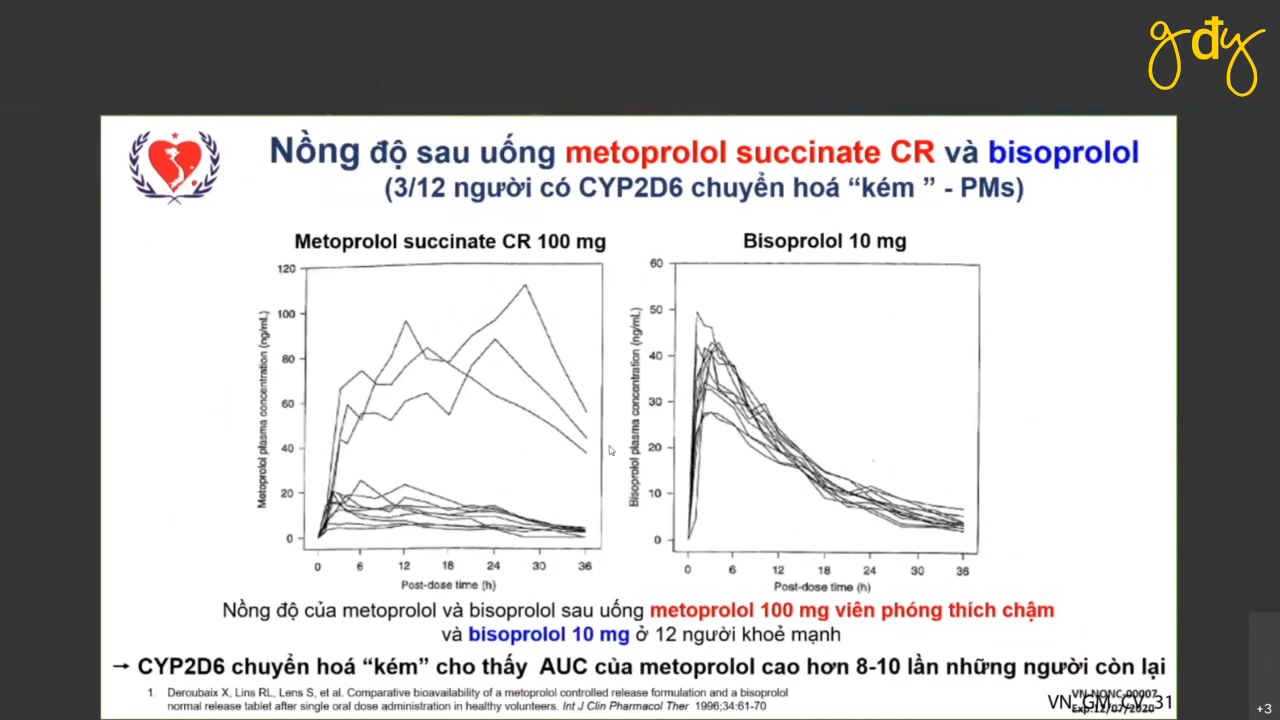 gđy
Nồng độ sau uống metoprolol succinate CR và bisoprolol
(3/12 người có CYP2D6 chuyển hoá “kém ” - PMs)
Metoprolol succinate CR 100 mg
Bisoprolol 10 mg
Metoprolol plasma concentration (ng/mL)
120
100
80
60
40
20
0
0 6 12 18 24 30 36
Post-dose time (h)
Bisoprolol plasma concentration (ng/mL)
60
50
40
30
20
10
0
0 6 12 18 24 30 36
Post-dose time (h)
Nồng độ của metoprolol và bisoprolol sau uống metoprolol 100 mg viên phóng thích chậm
và bisoprolol 10 mg ở 12 người khoẻ mạnh
→ CYP2D6 chuyển hoá “kém” cho thấy AUC của metoprolol cao hơn 8-10 lần những người còn lại
1. Deroubaix X, Lins RL, Lens S, et al. Comparative bioavailability of a metoprolol controlled release formulation and a bisoprolol
normal release tablet after single oral dose administration in healthy volunteers. Int J Clin Pharmacol Ther 1996;34:61-70
VN-NONC-00007
Exp:12/07/2020
VN_GM_CV_31
+3